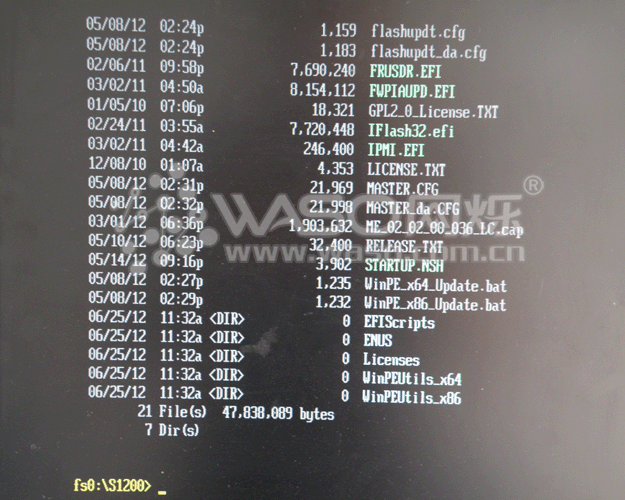 05/08/12 02:24p 1,159 flashupdt.cfg
05/08/12 02:24p 1,183 flashupdt_da.cfg
02/06/11 09:58p 7,690,240 FRUSDR.EFI
03/02/11 04:50a 8,154,112 FWPIAUPD.EFI
01/05/10 07:06p 18,321 GPL2_0_License.TXT
02/24/11 03:55a 7,720,448 IFlash32.efi
03/02/11 04:42a 246,400 IPMI.EFI
12/08/10 01:07a 4,353 LICENSE.TXT
05/08/12 02:31p 21,969 MASTER.CFG
05/08/12 02:32p 21,998 MASTER_da.CFG
03/01/12 06:36p 1,903,632 ME_02_02_00_036_LC.cap
05/10/12 06:23p 32,400 RELEASE.TXT
05/14/12 09:16p 3,902 STARTUP.NSH
05/08/12 02:27p 1,235 WinPE_x64_Update.bat
05/08/12 02:29p 1,232 WinPE_x86_Update.bat
06/25/12 11:32a <DIR> 0 EFIScripts
06/25/12 11:32a <DIR> 0 ENUS
06/25/12 11:32a <DIR> 0 Licenses
06/25/12 11:32a <DIR> 0 WinPEUtils_x64
06/25/12 11:32a <DIR> 0 WinPEUtils_x86
21 File(s) 47,838,089 bytes
7 Dir(s)
fs0:\S1200> _